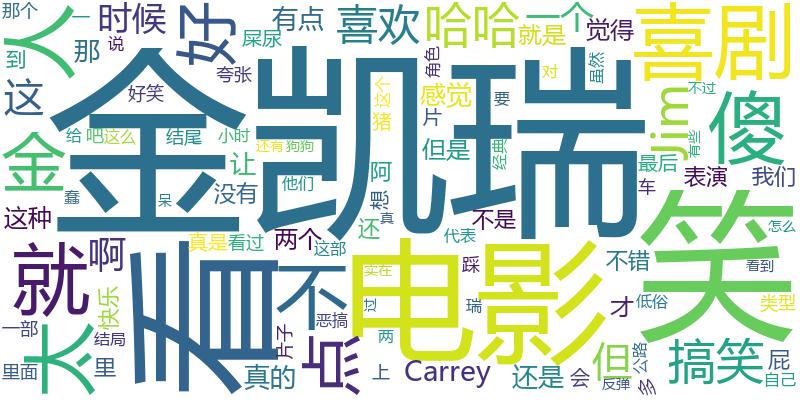 那个
一
到
人
说
时候
那
好
屎尿
有点
夸张
喜欢
哈哈
就是
一个
觉得
角色
虽然
喜剧
这
好笑
金凯瑞
这个
感觉
对
要
猪
片
Jim
不过
有些
傻
金
给
吧
这么
结尾
小时
还有
狗狗
让
阿
但是
经典
最后
表演
我们
蠢
呆
没有
他们
想
真
不是
车
这种
真是
看过
两个
这部
还
代表
笑
怎么
就
啊
看
不
电影
实在
踩
不错
看到
快乐
太
里
一部
结局
里面
片子
点
恶搞
过
两
瑞
才
低俗
类型
但
公路
搞笑
屁
真的
上
Carrey
还是
会
反弹
多
自己